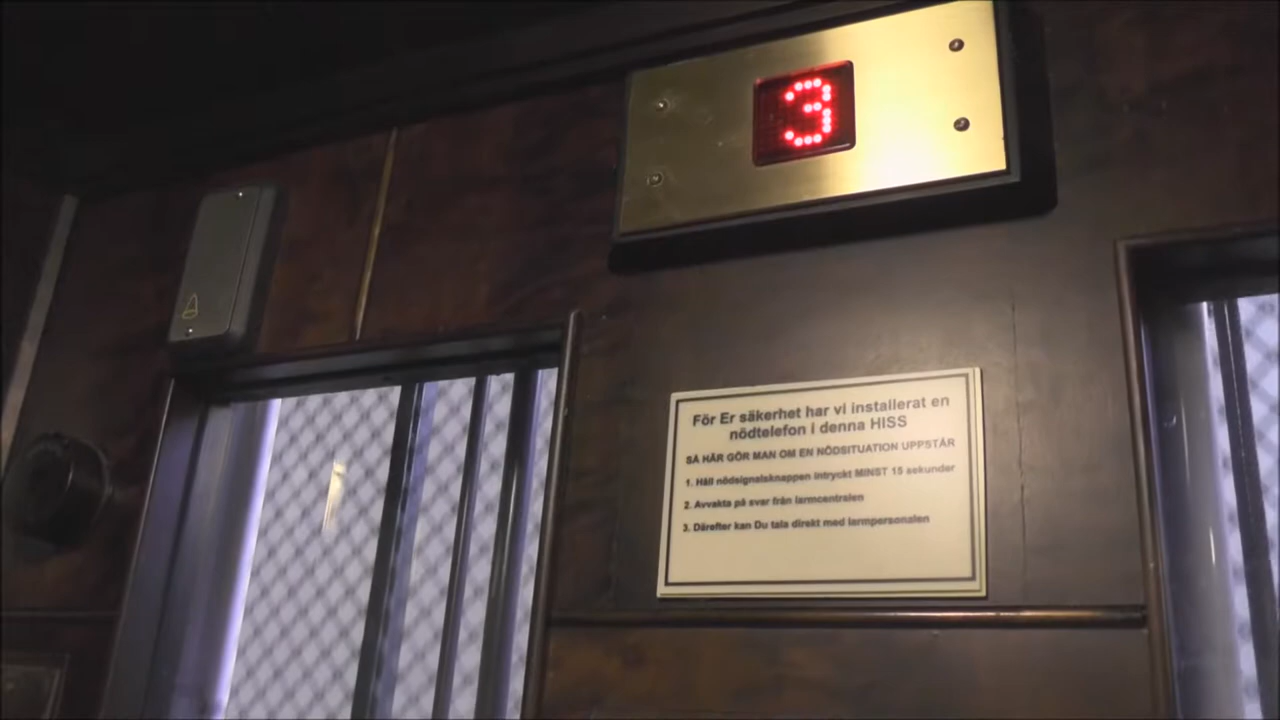 3
För Er säkerhet har vi installerat en
nödtelefon i denna HISS
SÅ HÄR GÖR MAN OM EN NÖDSITUATION UPPSTÅR
1. Håll nödsignalsknappen intryckt MINST 15 sekunder
2. Avvakta på svar från larmcentralen
3. Därefter kan Du tala direkt med larmpersonalen